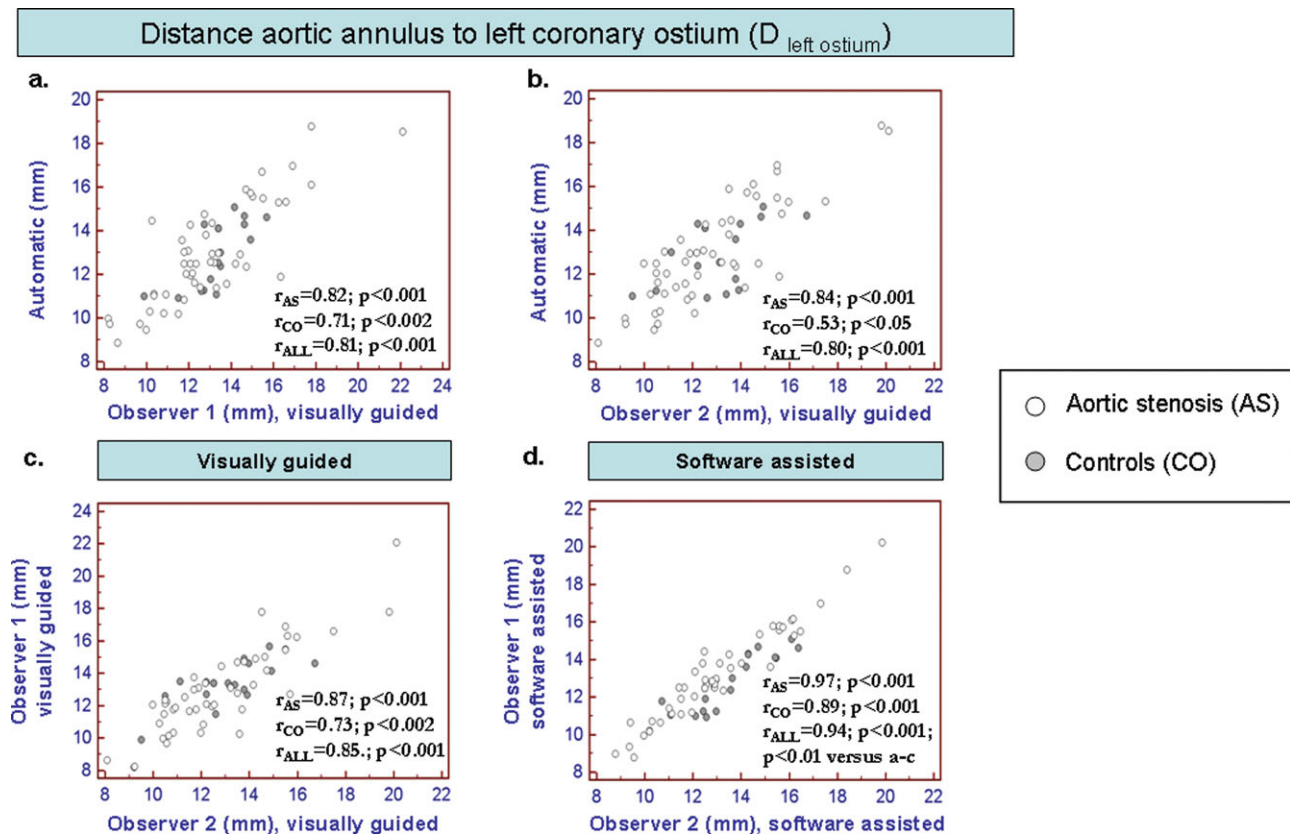 Distance aortic annulus to left coronary ostium (D left ostium)
a.
20
18
16
14
12
10
8
Automatic (mm)
8 10 12 14 16 18 20 22 24
Observer 1 (mm), visually guided
rAS=0.82; p<0.001
rCO=0.71; p<0.002
rALL=0.81; p<0.001
b.
20
18
16
14
12
10
8
Automatic (mm)
8 10 12 14 16 18 20 22
Observer 2 (mm), visually guided
rAS=0.84; p<0.001
rCO=0.53; p<0.05
rALL=0.80; p<0.001
Aortic stenosis (AS)
Controls (CO)
c.
Visually guided
24
22
20
18
16
14
12
10
8
Observer 1 (mm)
visually guided
8 10 12 14 16 18 20 22
Observer 2 (mm), visually guided
rAS=0.87; p<0.001
rCO=0.73; p<0.002
rALL=0.85.; p<0.001
d.
Software assisted
22
20
18
16
14
12
10
8
Observer 1 (mm)
software assisted
8 10 12 14 16 18 20 22
Observer 2 (mm), software assisted
rAS=0.97; p<0.001
rCO=0.89; p<0.001
rALL=0.94; p<0.001;
p<0.01 versus a-c